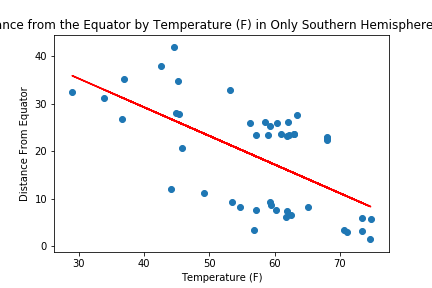 ance from the Equator by Temperature (F) in Only Southern Hemisphere
40
30
20
10
0
Distance From Equator
30 40 50 60 70
Temperature (F)